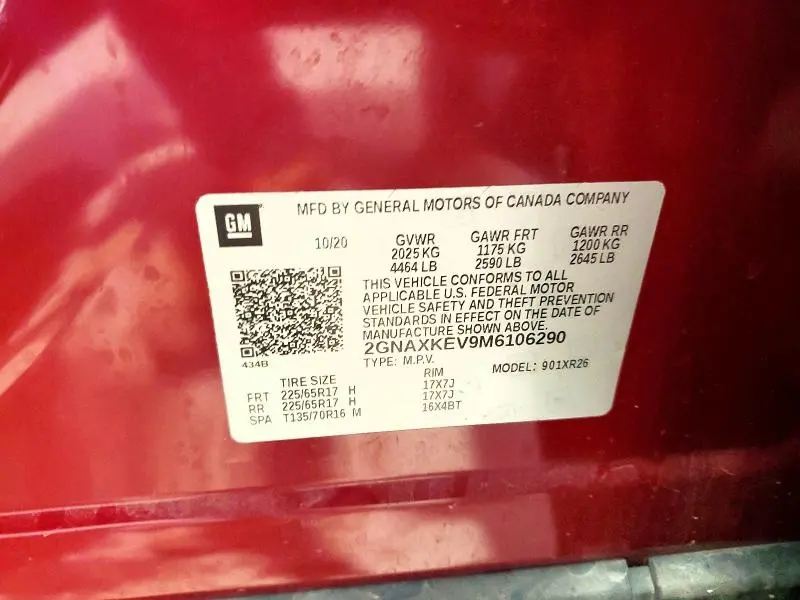 GM
MFD BY GENERAL MOTORS OF CANADA COMPANY
10/20 GVWR GAWR FRT GAWR RR
2025 KG 1175 KG 1200 KG
4464 LB 2590 LB 2645 LB
THIS VEHICLE CONFORMS TO ALL
APPLICABLE U.S. FEDERAL MOTOR
VEHICLE SAFETY AND THEFT PREVENTION
STANDARDS IN EFFECT ON THE DATE OF
MANUFACTURE SHOWN ABOVE.
2GNAXKEV9M6106290
434B
TYPE: M.P.V. MODEL: 901XR26
TIRE SIZE RIM
FRT 225/65R17 H 17X7J
RR 225/65R17 H 17X7J
SPA T135/70R16 M 16X4BT